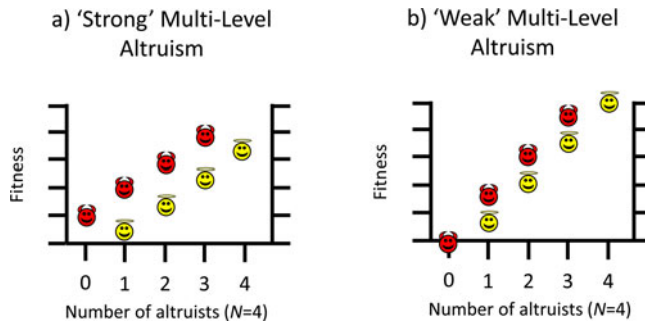 a) ‘Strong’ Multi-Level
Altruism
Fitness
0 1 2 3 4
Number of altruists (N=4)
b) ‘Weak’ Multi-Level
Altruism
Fitness
0 1 2 3 4
Number of altruists (N=4)